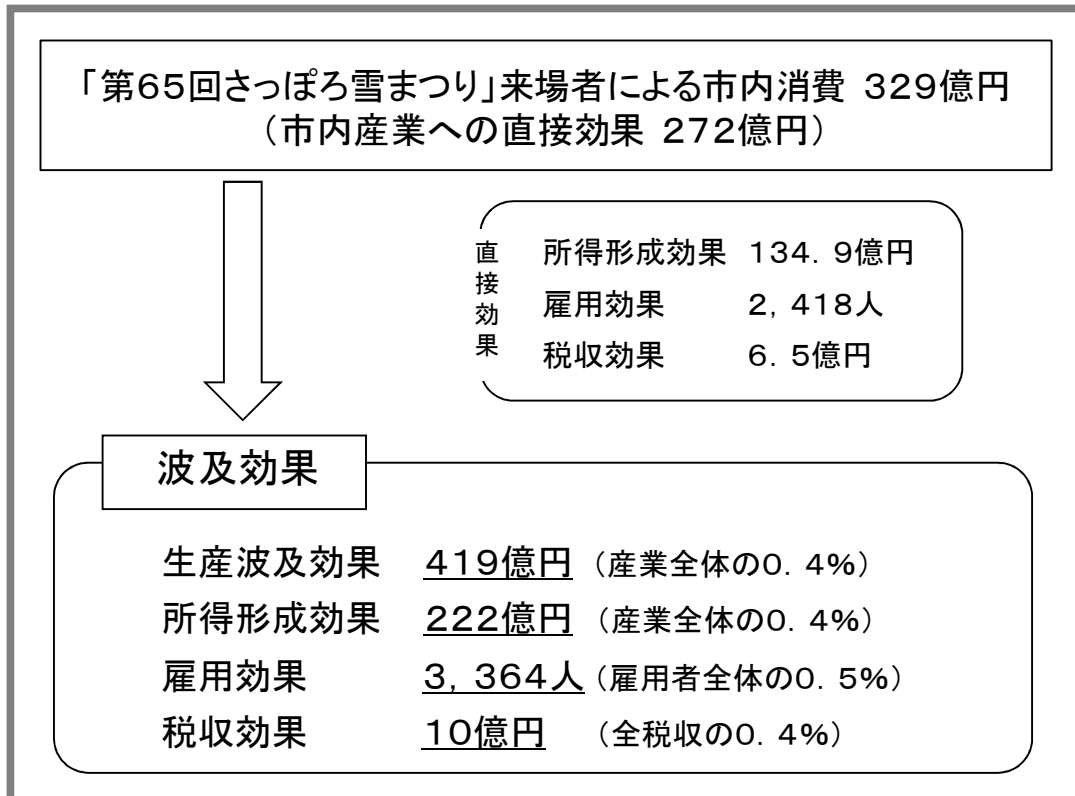 「第65回さっぽろ雪まつり」来場者による市内消費 329億円
（市内産業への直接効果 272億円）
直接効果
所得形成効果 134．9億円
雇用効果 2，418人
税収効果 6．5億円
波及効果
生産波及効果 419億円 （産業全体の0．4%）
所得形成効果 222億円 （産業全体の0．4%）
雇用効果 3，364人 （雇用者全体の0．5%）
税収効果 10億円 （全税収の0．4%）